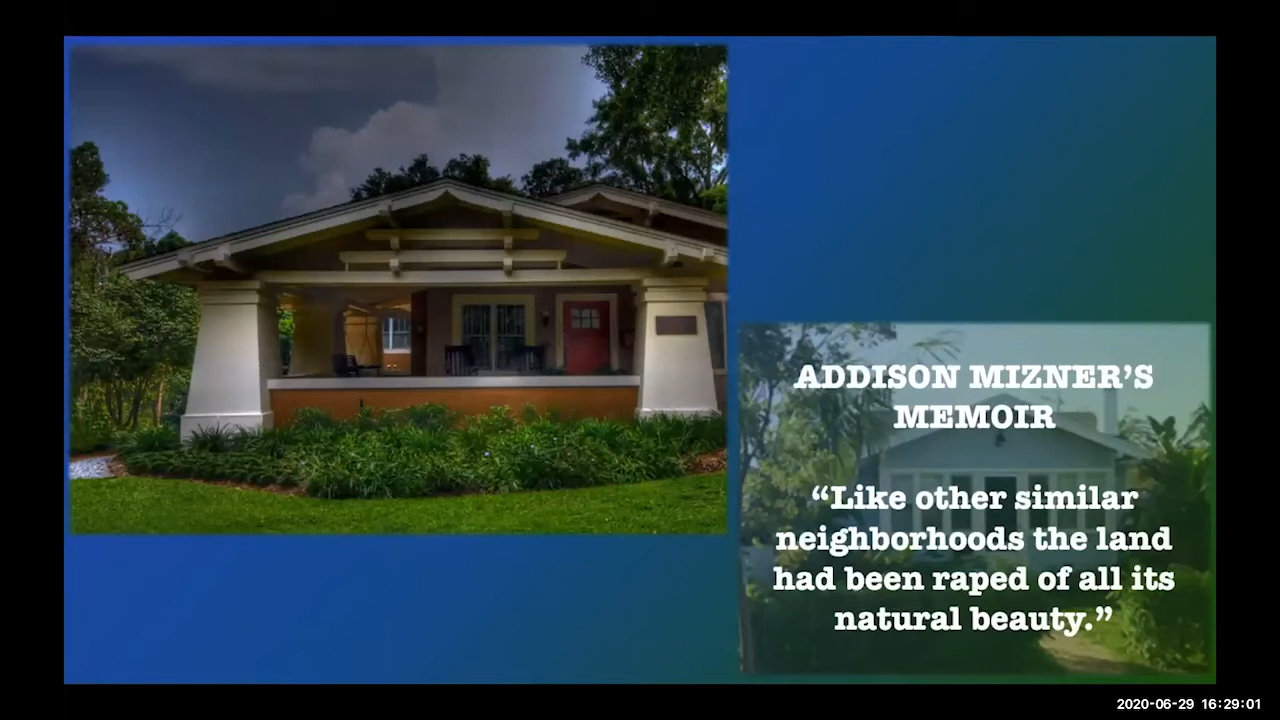 ADDISON MIZNER’S
MEMOIR
“Like other similar
neighborhoods the land
had been raped of all its
natural beauty.”
2020-06-29 16:29:01